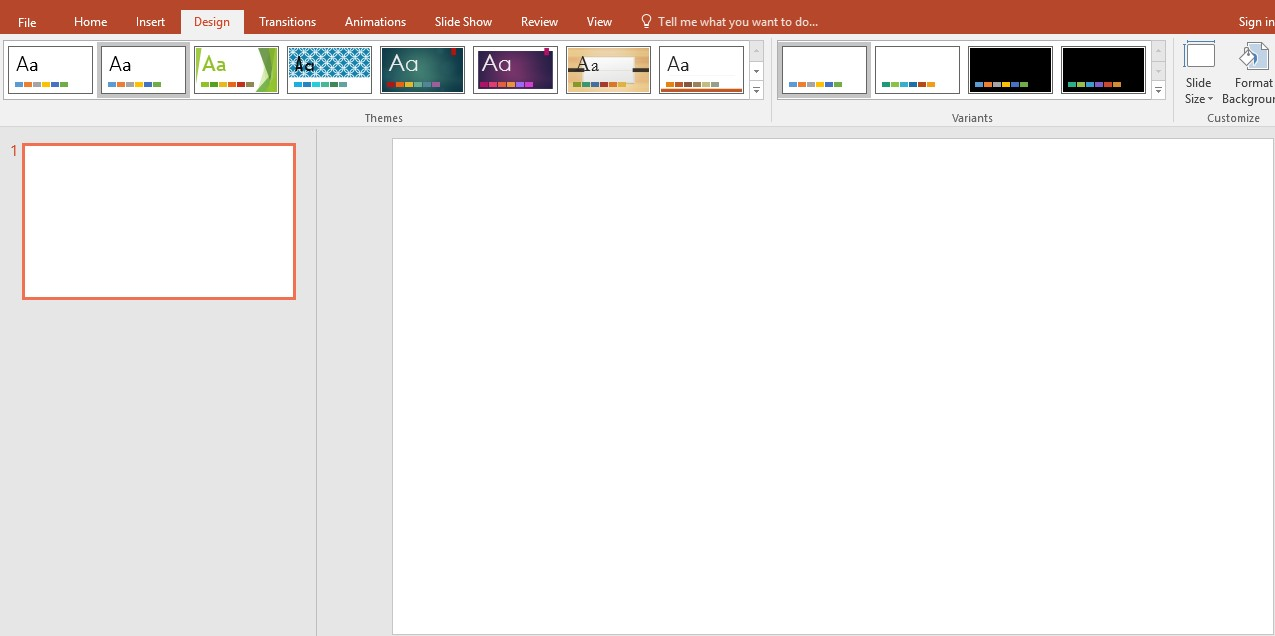 File Home Insert Design Transitions Animations Slide Show Review View Tell me what you want to do... Sign in
Aa Aa Aa Aa Aa Aa Aa Aa
Slide Format
Size Backgroun
Themes Variants Customize
1